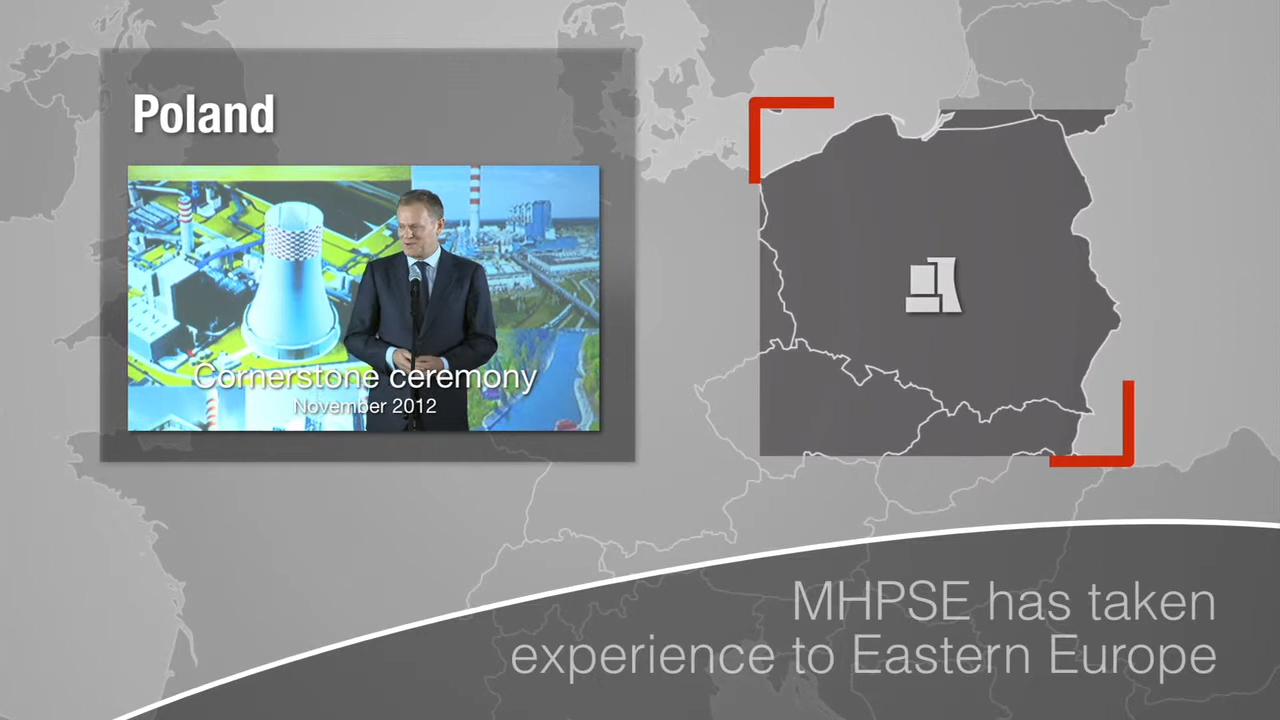 Poland
Cornerstone ceremony
November 2012
MHPSE has taken
experience to Eastern Europe